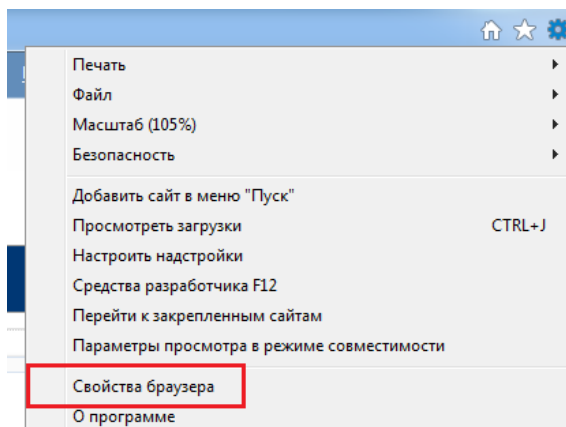 Печать
Файл
Масштаб (105%)
Безопасность
Добавить сайт в меню "Пуск"
Просмотреть загрузки CTRL+J
Настроить надстройки
Средства разработчика F12
Перейти к закрепленным сайтам
Параметры просмотра в режиме совместимости
Свойства браузера
О программе